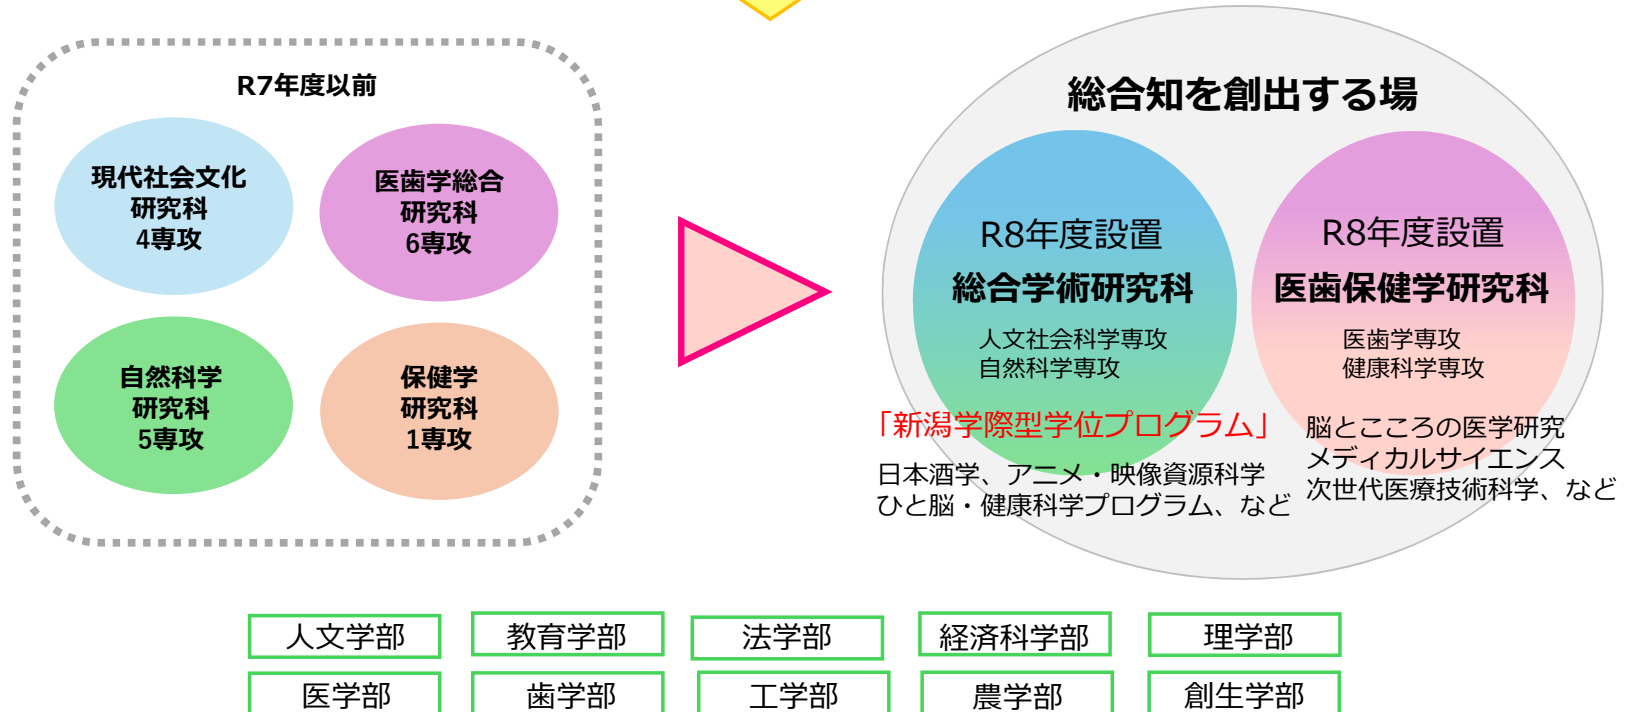 R7年度以前
現代社会文化
研究科
4専攻
医歯学総合
研究科
6専攻
自然科学
研究科
5専攻
保健学
研究科
1専攻
総合知を創出する場
R8年度設置
総合学術研究科
人文社会科学専攻
自然科学専攻
「新潟学際型学位プログラム」
日本酒学、アニメ・映像資源科学
ひと脳・健康科学プログラム、など
R8年度設置
医歯保健学研究科
医歯学専攻
健康科学専攻
脳とこころの医学研究
メディカルサイエンス
次世代医療技術科学、など
人文学部
教育学部
法学部
経済科学部
理学部
医学部
歯学部
工学部
農学部
創生学部